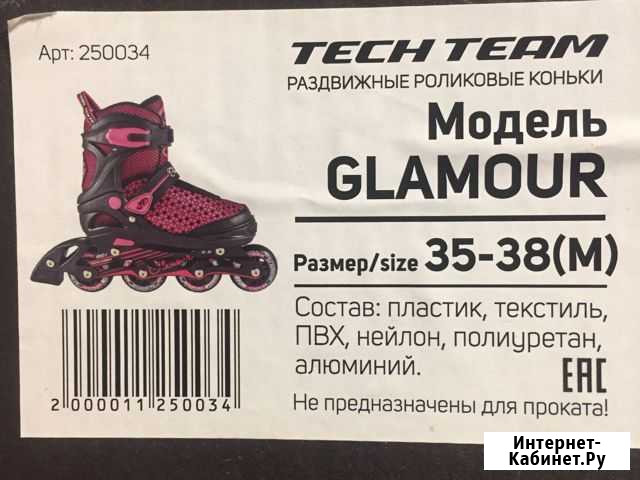 Арт: 250034
TECH TEAM
РАЗДВИЖНЫЕ РОЛИКОВЫЕ КОНЬКИ
Модель
GLAMOUR
Размер/size 35-38(M)
Состав: пластик, текстиль,
ПВХ, нейлон, полиуретан,
алюминий.
EAC
Не предназначены для проката!
2 000011 250034
Интернет-
Кабинет.Ру